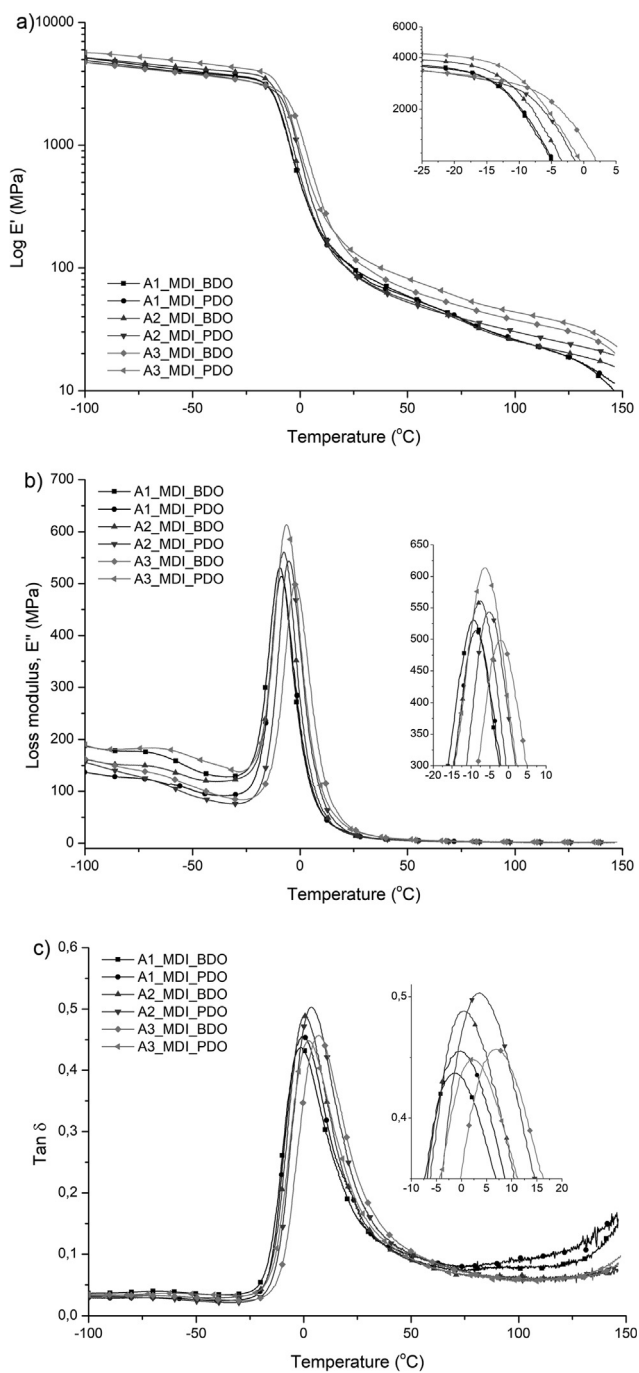 a)
10000
1000
100
10
Log E' (MPa)
6000
4000
2000
-25 -20 -15 -10 -5 0 5
A1_MDI_BDO
A1_MDI_PDO
A2_MDI_BDO
A2_MDI_PDO
A3_MDI_BDO
A3_MDI_PDO
-100 -50 0 50 100 150
Temperature (°C)
b)
700
600
500
400
300
200
100
0
Loss modulus, E'' (MPa)
A1_MDI_BDO
A1_MDI_PDO
A2_MDI_BDO
A2_MDI_PDO
A3_MDI_BDO
A3_MDI_PDO
650
600
550
500
450
400
350
300
-20 -15 -10 -5 0 5 10
-100 -50 0 50 100 150
Temperature (°C)
c)
0,6
0,5
0,4
0,3
0,2
0,1
0,0
Tan δ
A1_MDI_BDO
A1_MDI_PDO
A2_MDI_BDO
A2_MDI_PDO
A3_MDI_BDO
A3_MDI_PDO
0,5
0,4
-10 -5 0 5 10 15 20
-100 -50 0 50 100 150
Temperature (°C)